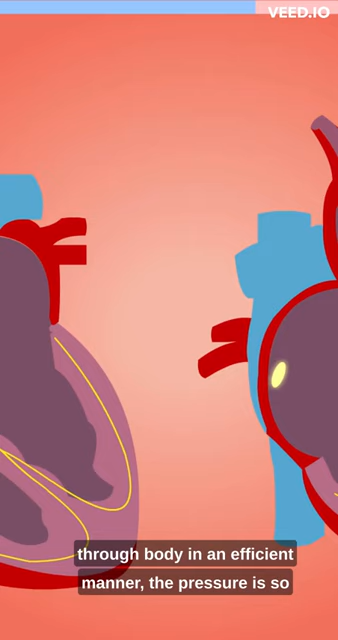 VEED.IO
through body in an efficient
manner, the pressure is so